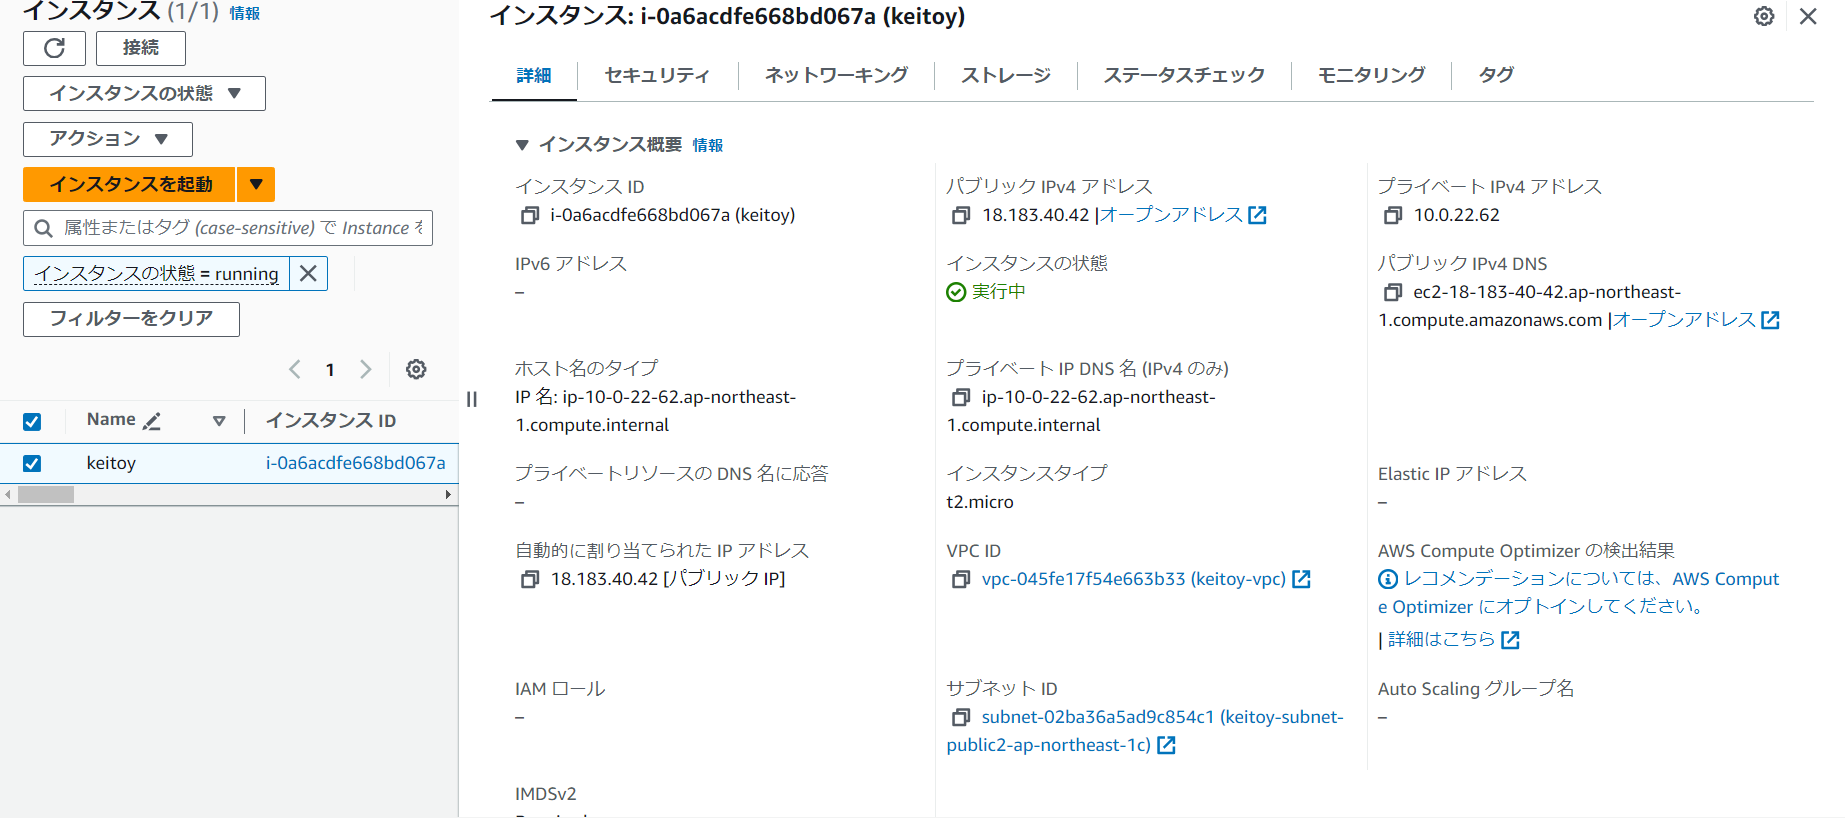 インスタンス (1/1) 情報
接続
インスタンスの状態
アクション
インスタンスを起動
属性またはタグ (case-sensitive) で Instance を
インスタンスの状態 = running
フィルターをクリア
1
Name
インスタンス ID
keitoy
i-0a6acdfe668bd067a
インスタンス: i-0a6acdfe668bd067a (keitoy)
詳細
セキュリティ
ネットワーキング
ストレージ
ステータスチェック
モニタリング
タグ
インスタンス概要 情報
インスタンス ID
i-0a6acdfe668bd067a (keitoy)
パブリック IPv4 アドレス
18.183.40.42 |オープンアドレス
プライベート IPv4 アドレス
10.0.22.62
IPv6 アドレス
–
インスタンスの状態
実行中
パブリック IPv4 DNS
ec2-18-183-40-42.ap-northeast-
1.compute.amazonaws.com |オープンアドレス
ホスト名のタイプ
IP 名: ip-10-0-22-62.ap-northeast-
1.compute.internal
プライベート IP DNS 名 (IPv4 のみ)
ip-10-0-22-62.ap-northeast-
1.compute.internal
プライベートリソースの DNS 名に応答
–
インスタンスタイプ
t2.micro
Elastic IP アドレス
–
自動的に割り当てられた IP アドレス
18.183.40.42 [パブリック IP]
VPC ID
vpc-045fe17f54e663b33 (keitoy-vpc)
AWS Compute Optimizer の検出結果
レコメンデーションについては、AWS Comput
e Optimizer にオプトインしてください。
| 詳細はこちら
IAM ロール
–
サブネット ID
subnet-02ba36a5ad9c854c1 (keitoy-subnet-
public2-ap-northeast-1c)
Auto Scaling グループ名
–
IMDSv2